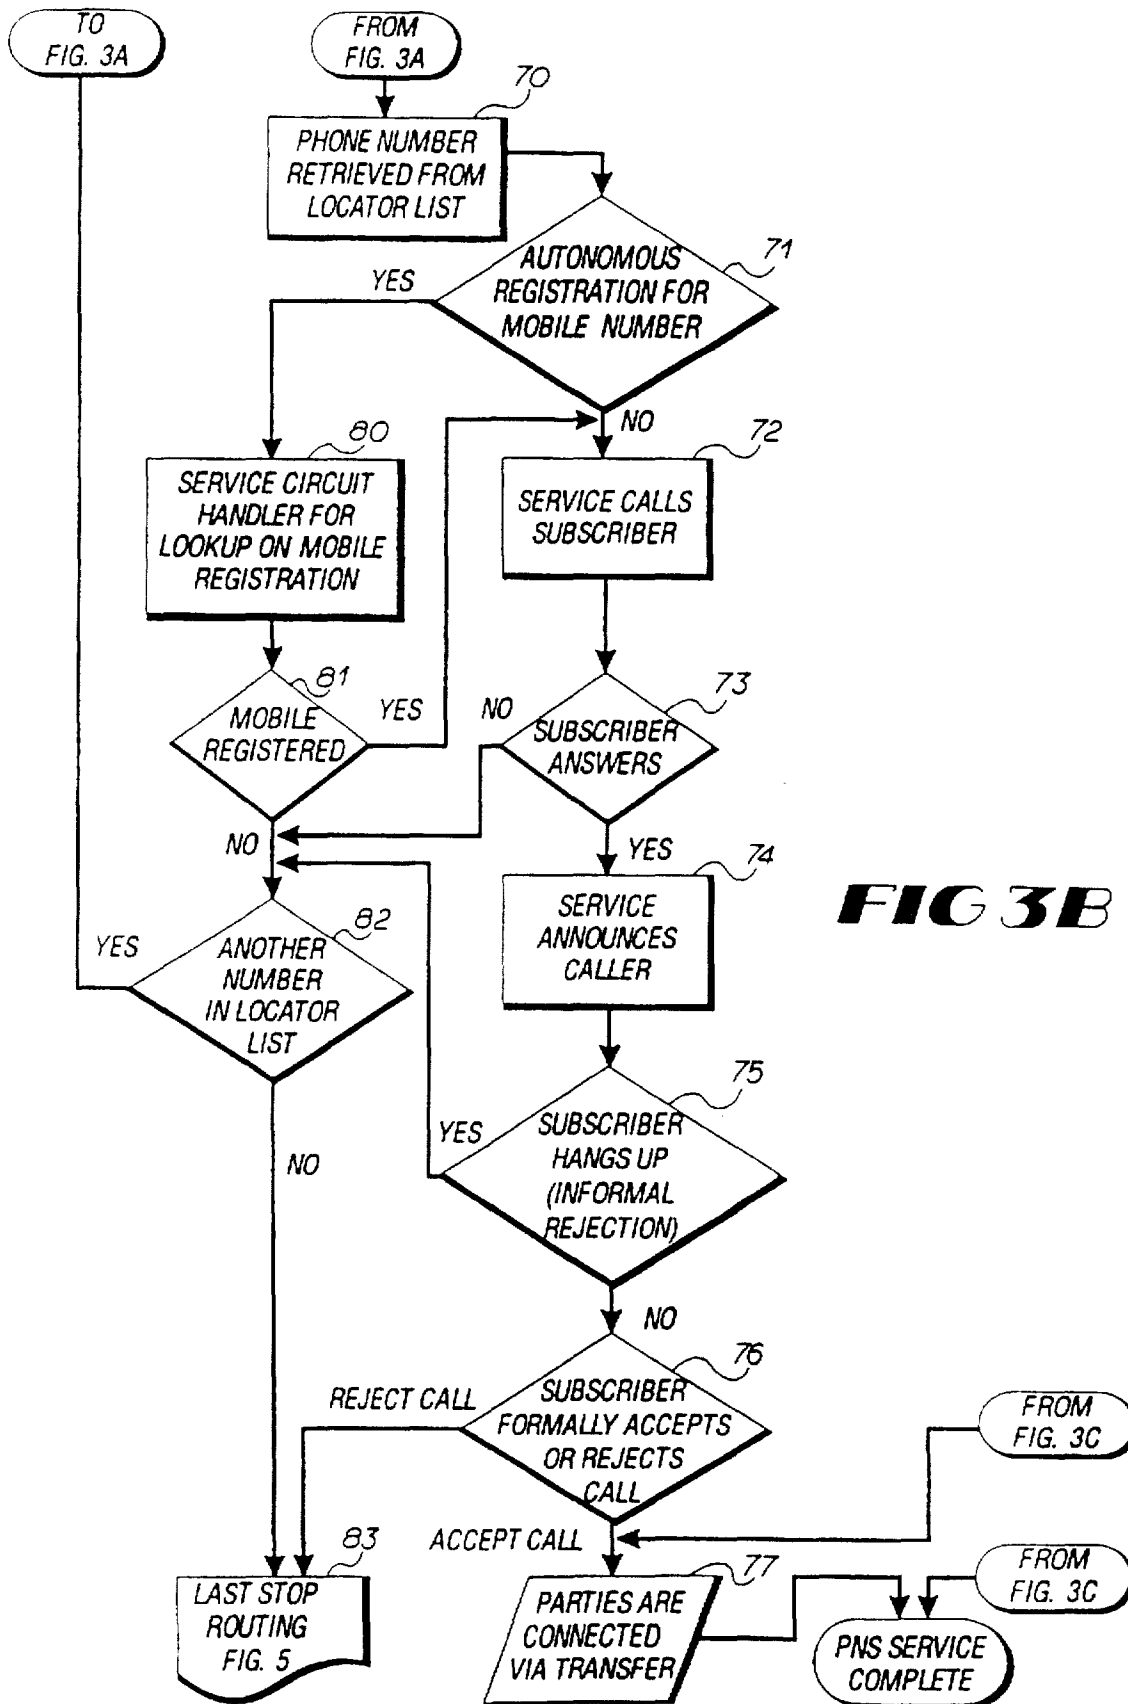 TO
FIG. 3A
FROM
FIG. 3A
70
PHONE NUMBER
RETRIEVED FROM
LOCATOR LIST
71
AUTONOMOUS
REGISTRATION FOR
MOBILE NUMBER
YES
NO
80
SERVICE CIRCUIT
HANDLER FOR
LOOKUP ON MOBILE
REGISTRATION
72
SERVICE CALLS
SUBSCRIBER
81
MOBILE
REGISTERED
YES
NO
73
SUBSCRIBER
ANSWERS
NO
YES
74
SERVICE
ANNOUNCES
CALLER
FIG 3B
82
ANOTHER
NUMBER
IN LOCATOR
LIST
YES
NO
75
SUBSCRIBER
HANGS UP
(INFORMAL
REJECTION)
YES
NO
76
SUBSCRIBER
FORMALLY ACCEPTS
OR REJECTS
CALL
REJECT CALL
ACCEPT CALL
FROM
FIG. 3C
83
LAST STOP
ROUTING
FIG. 5
77
PARTIES ARE
CONNECTED
VIA TRANSFER
FROM
FIG. 3C
PNS SERVICE
COMPLETE